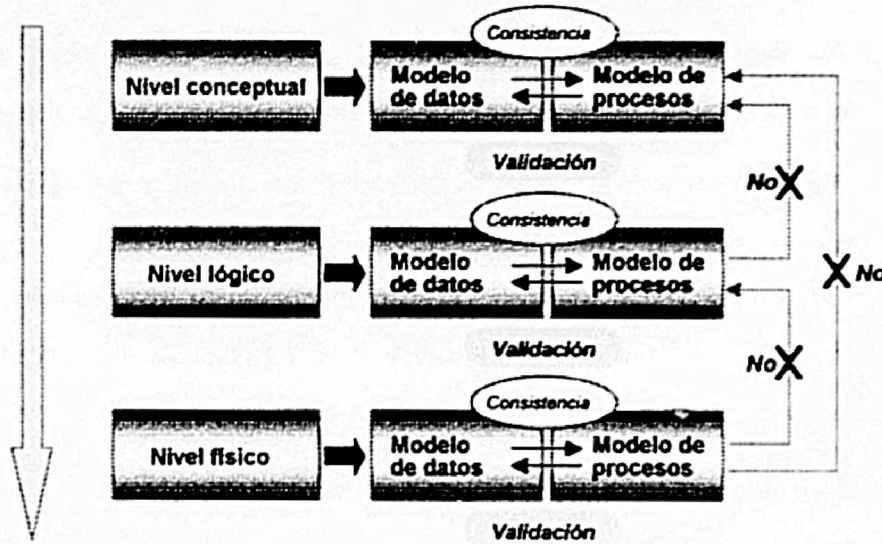 Consistencia
Nivel conceptual
Modelo de datos
Modelo de procesos
Validación
No
Consistencia
Nivel lógico
Modelo de datos
Modelo de procesos
No
Validación
No
Consistencia
Nivel físico
Modelo de datos
Modelo de procesos
Validación